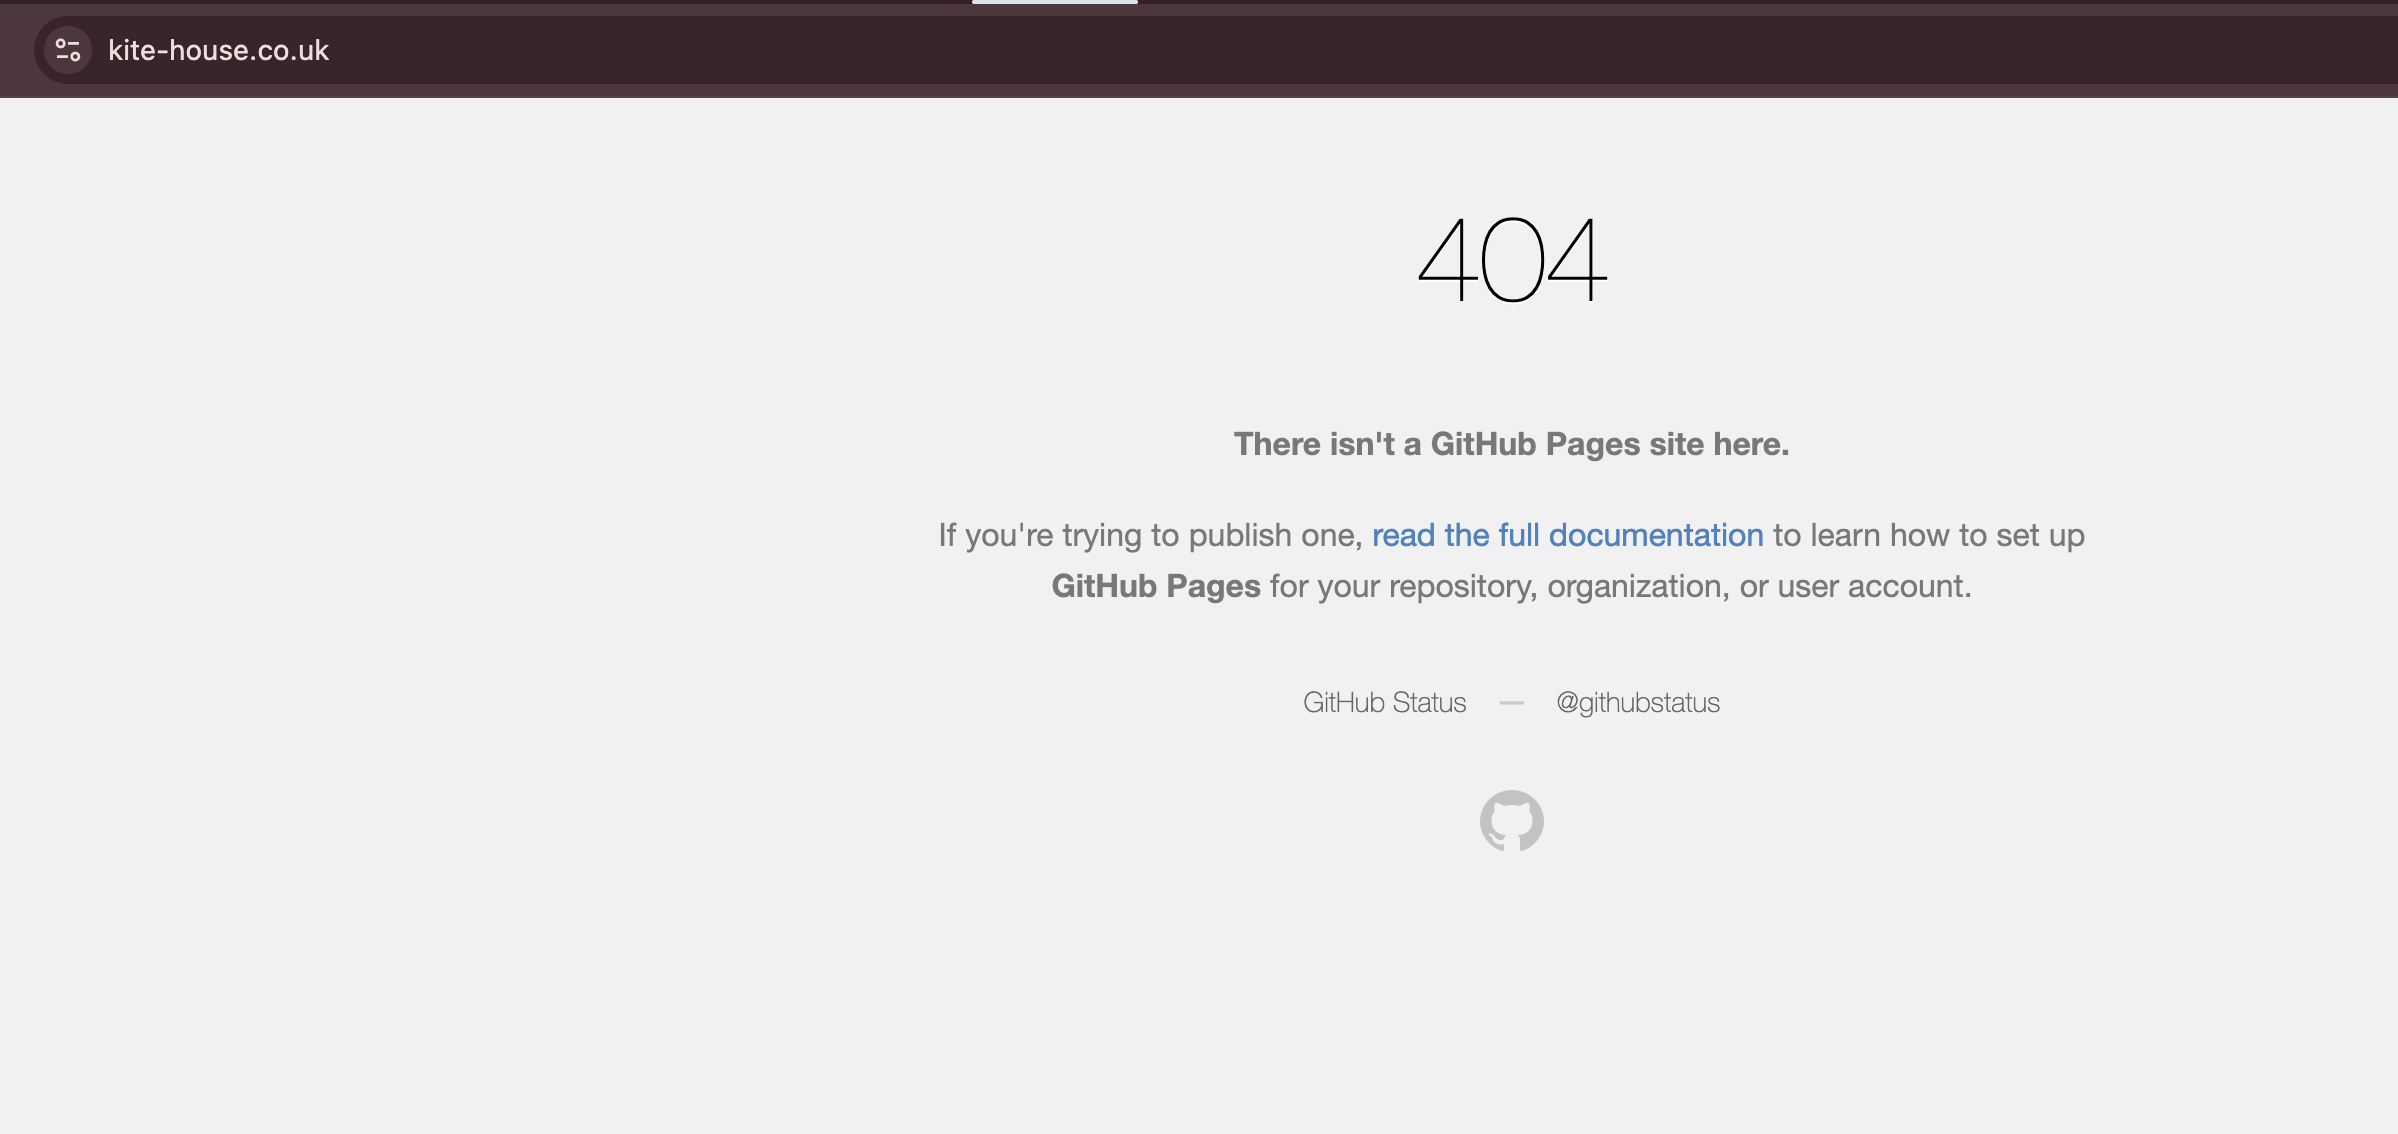 kite-house.co.uk
404
There isn't a GitHub Pages site here.
If you're trying to publish one, read the full documentation to learn how to set up
GitHub Pages for your repository, organization, or user account.
GitHub Status — @githubstatus